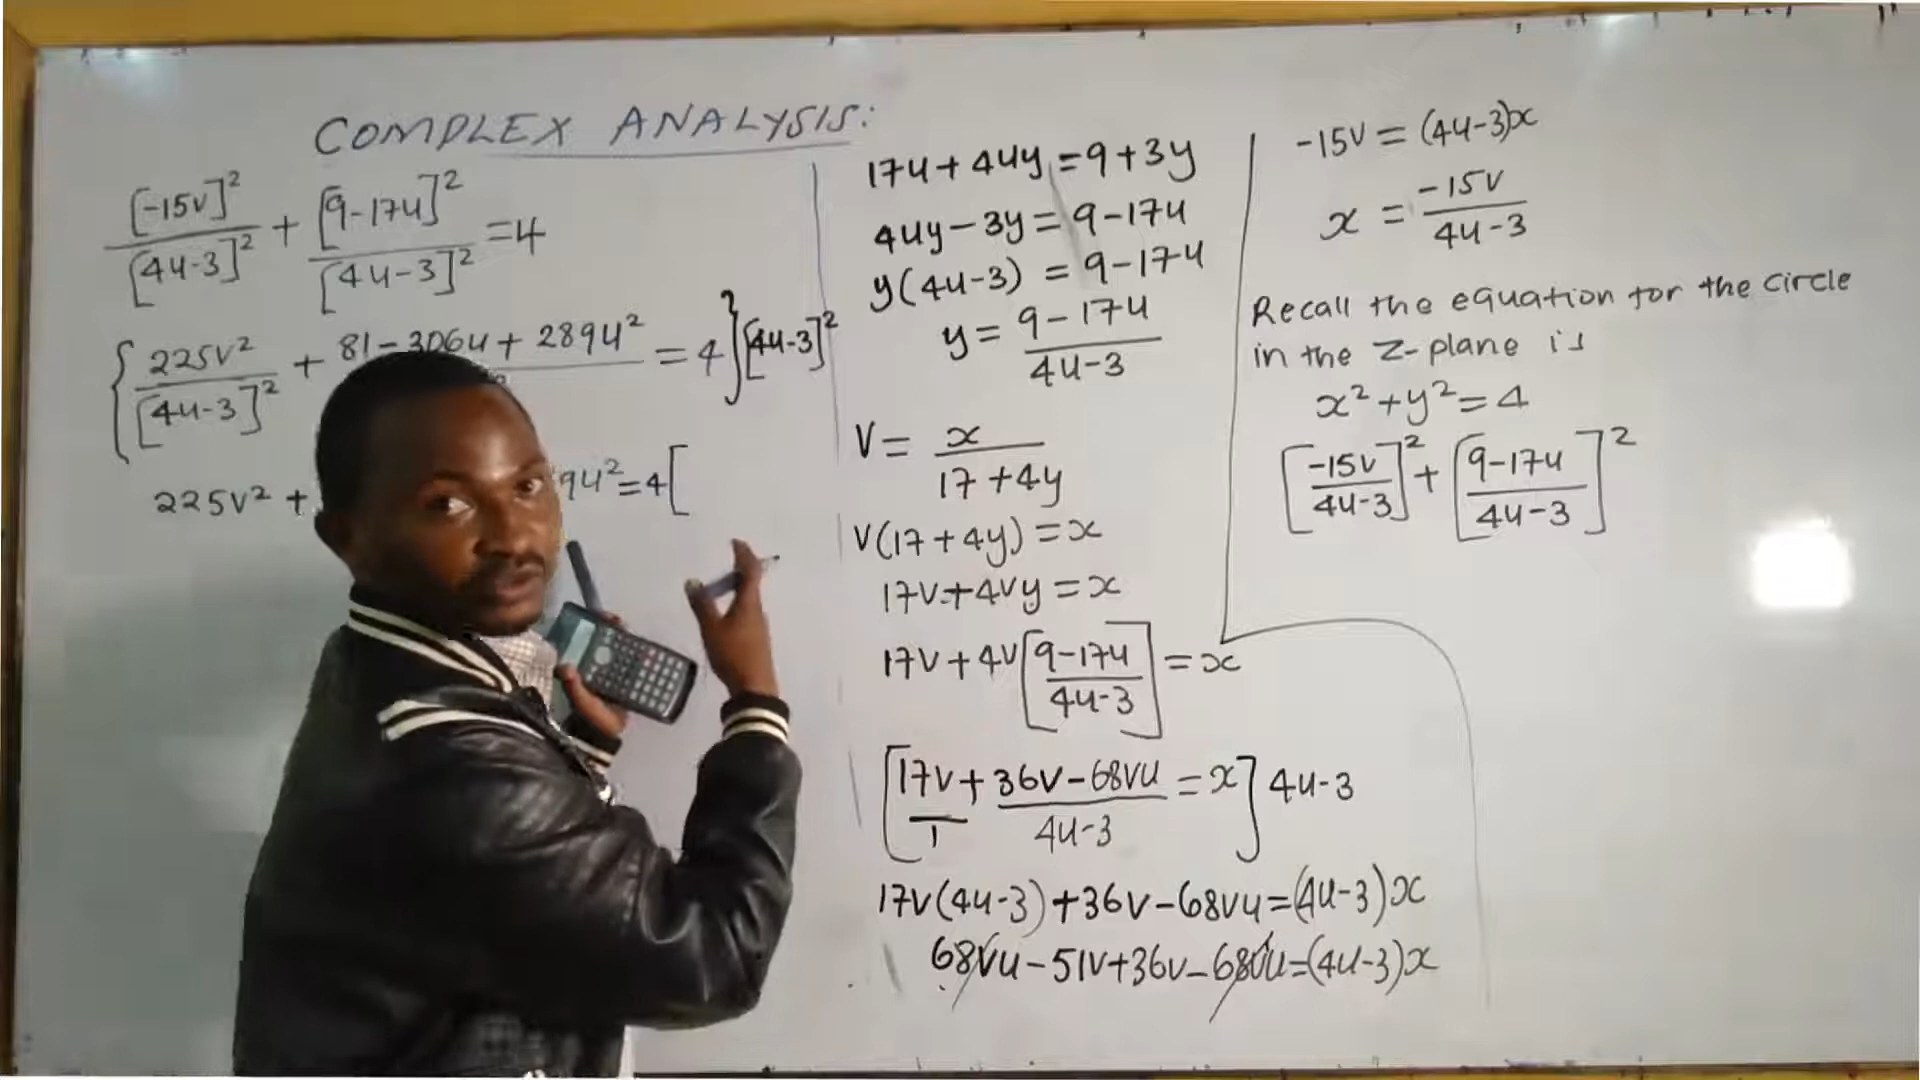 COMPLEX ANALYSIS:
[-15V]²/[4u-3]² + [9-17u]²/[4u-3]² = 4
{225V²/[4u-3]² + 81-306u+289u² = 4}[4u-3]²
225V² + 9u² = 4[
17u + 4uy = 9+3y
4uy-3y = 9-17u
y(4u-3) = 9-17u
y = 9-17u/4u-3
V = x/17+4y
V(17+4y) = x
17V+4Vy = x
17V+4V[9-17u/4u-3] = x
[17V/1 + 36V-68Vu/4u-3 = x] 4u-3
17V(4u-3)+36V-68Vu=(4u-3)x
68Vu-51V+36V-68Vu=(4u-3)x
-15V = (4u-3)x
x = -15V/4u-3
Recall the equation for the circle
in the Z-plane is
x²+y²=4
[-15V/4u-3]² + [9-17u/4u-3]²